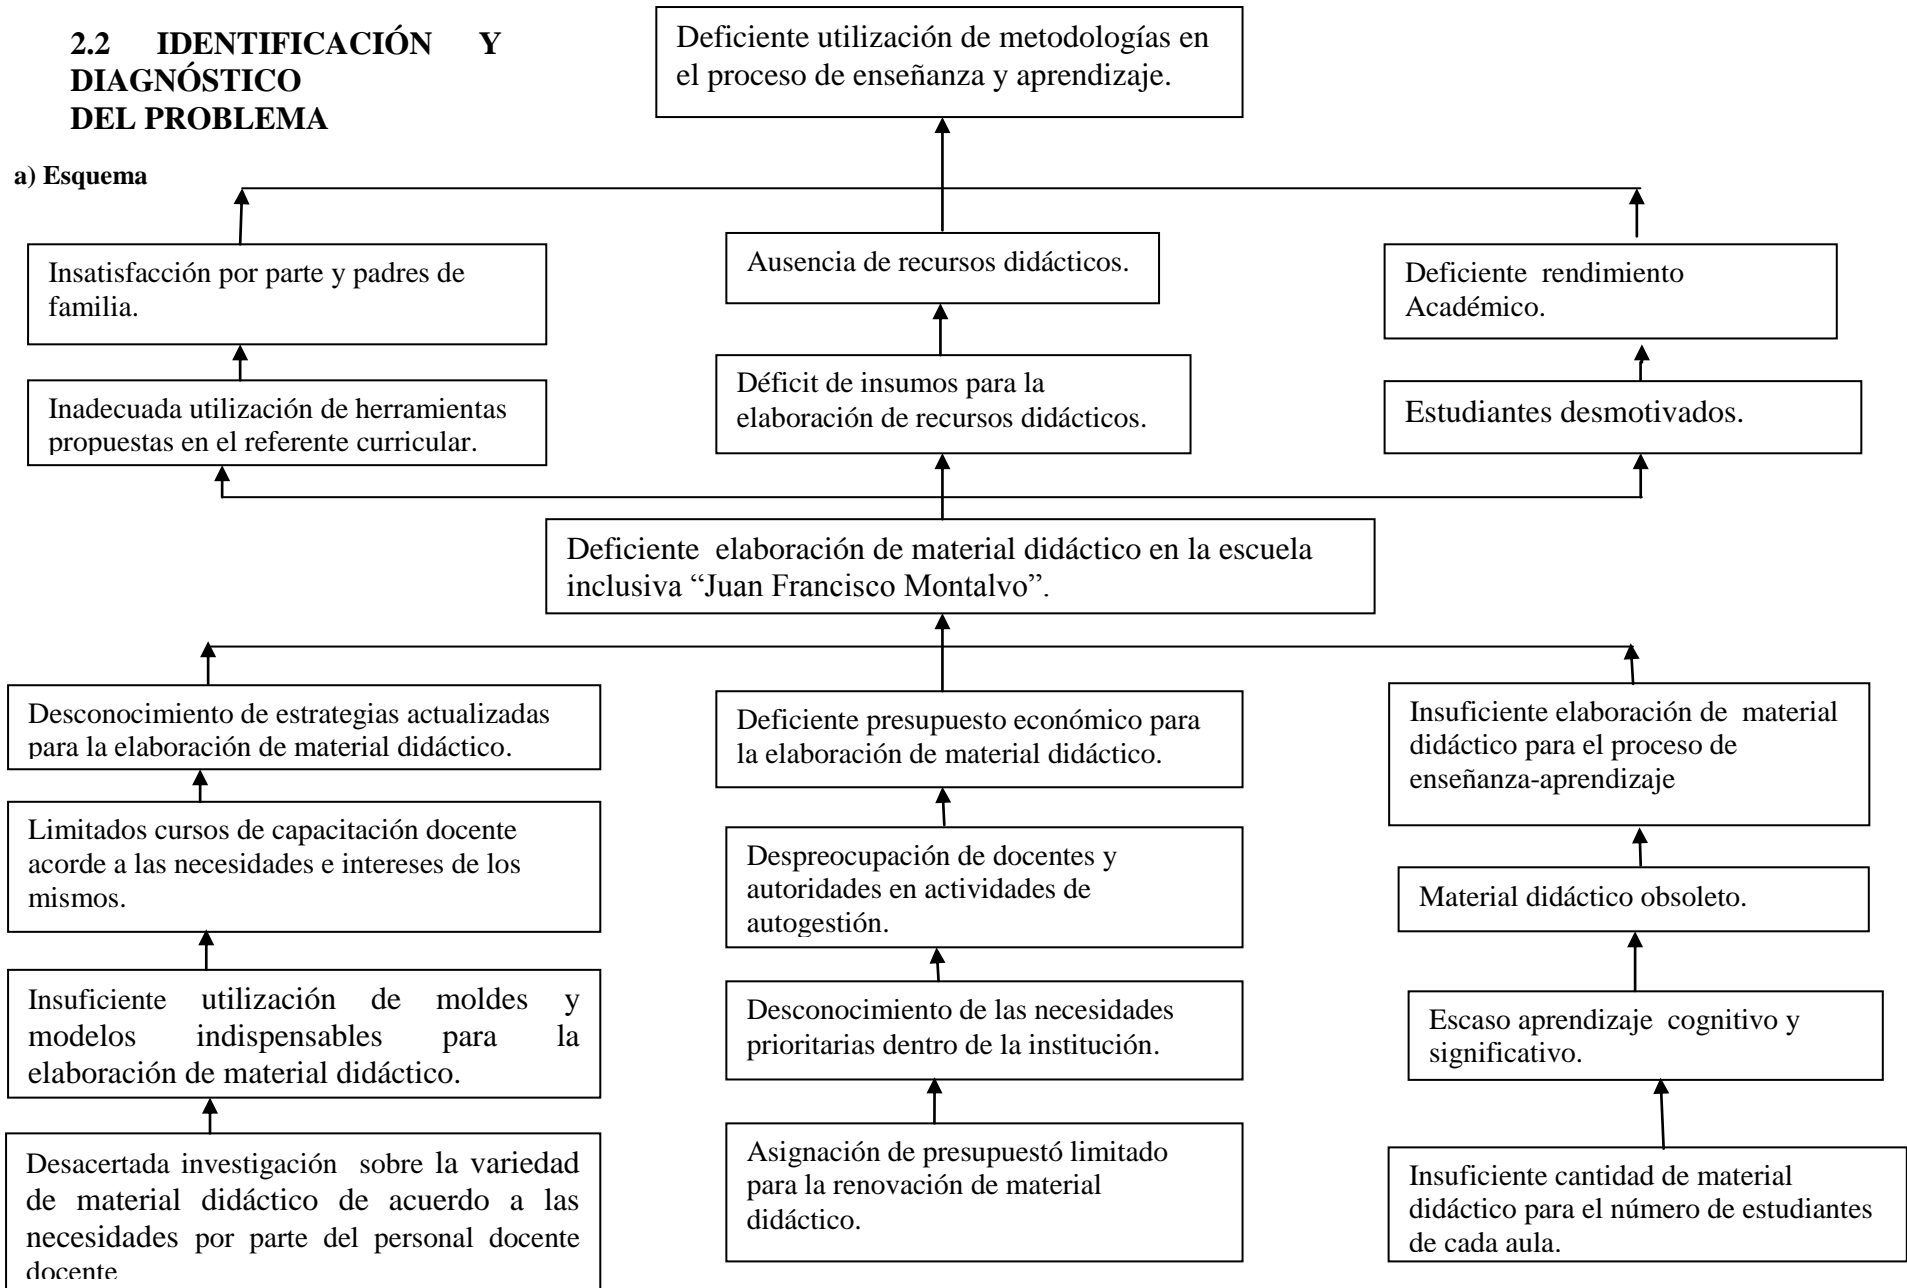 2.2 IDENTIFICACIÓN Y
DIAGNÓSTICO
DEL PROBLEMA
Deficiente utilización de metodologías en
el proceso de enseñanza y aprendizaje.
a) Esquema
Insatisfacción por parte y padres de
familia.
Ausencia de recursos didácticos.
Deficiente rendimiento
Académico.
Inadecuada utilización de herramientas
propuestas en el referente curricular.
Déficit de insumos para la
elaboración de recursos didácticos.
Estudiantes desmotivados.
Deficiente elaboración de material didáctico en la escuela
inclusiva “Juan Francisco Montalvo”.
Desconocimiento de estrategias actualizadas
para la elaboración de material didáctico.
Deficiente presupuesto económico para
la elaboración de material didáctico.
Insuficiente elaboración de material
didáctico para el proceso de
enseñanza-aprendizaje
Limitados cursos de capacitación docente
acorde a las necesidades e intereses de los
mismos.
Despreocupación de docentes y
autoridades en actividades de
autogestión.
Material didáctico obsoleto.
Insuficiente utilización de moldes y
modelos indispensables para la
elaboración de material didáctico.
Desconocimiento de las necesidades
prioritarias dentro de la institución.
Escaso aprendizaje cognitivo y
significativo.
Desacertada investigación sobre la variedad
de material didáctico de acuerdo a las
necesidades por parte del personal docente
docente
Asignación de presupuestó limitado
para la renovación de material
didáctico.
Insuficiente cantidad de material
didáctico para el número de estudiantes
de cada aula.